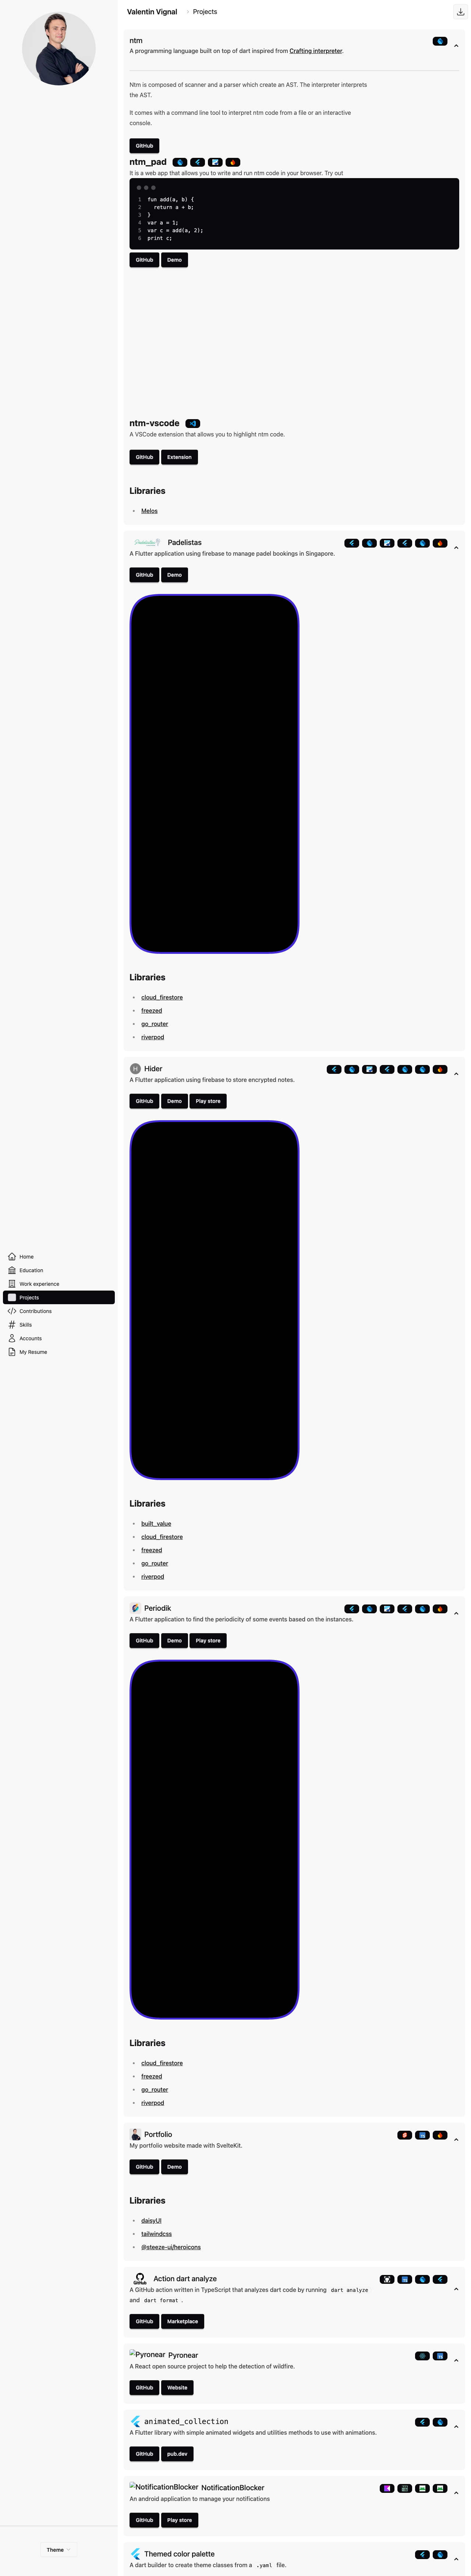 Valentin Vignal
Projects
ntm
A programming language built on top of dart inspired from Crafting interpreter.
Ntm is composed of scanner and a parser which create an AST. The interpreter interprets
the AST.
It comes with a command line tool to interpret ntm code from a file or an interactive
console.
GitHub
ntm_pad
It is a web app that allows you to write and run ntm code in your browser. Try out
1 fun add(a, b) {
2 return a + b;
3 }
4 var a = 1;
5 var c = add(a, 2);
6 print c;
GitHub Demo
ntm-vscode
A VSCode extension that allows you to highlight ntm code.
GitHub Extension
Libraries
Melos
Padelistas
A Flutter application using firebase to manage padel bookings in Singapore.
GitHub Demo
Libraries
cloud_firestore
freezed
go_router
riverpod
H Hider
A Flutter application using firebase to store encrypted notes.
GitHub Demo Play store
Home
Education
Work experience
Projects
Contributions
Skills
Accounts
My Resume
Libraries
built_value
cloud_firestore
freezed
go_router
riverpod
Periodik
A Flutter application to find the periodicity of some events based on the instances.
GitHub Demo Play store
Libraries
cloud_firestore
freezed
go_router
riverpod
Portfolio
My portfolio website made with SvelteKit.
GitHub Demo
Libraries
daisyUI
tailwindcss
@steeze-ui/heroicons
GitHub Action dart analyze
A GitHub action written in TypeScript that analyzes dart code by running dart analyze
and dart format .
GitHub Marketplace
Pyronear Pyronear
A React open source project to help the detection of wildfire.
GitHub Website
animated_collection
A Flutter library with simple animated widgets and utilities methods to use with animations.
GitHub pub.dev
NotificationBlocker NotificationBlocker
An android application to manage your notifications
GitHub Play store
Theme
Themed color palette
A dart builder to create theme classes from a .yaml file.